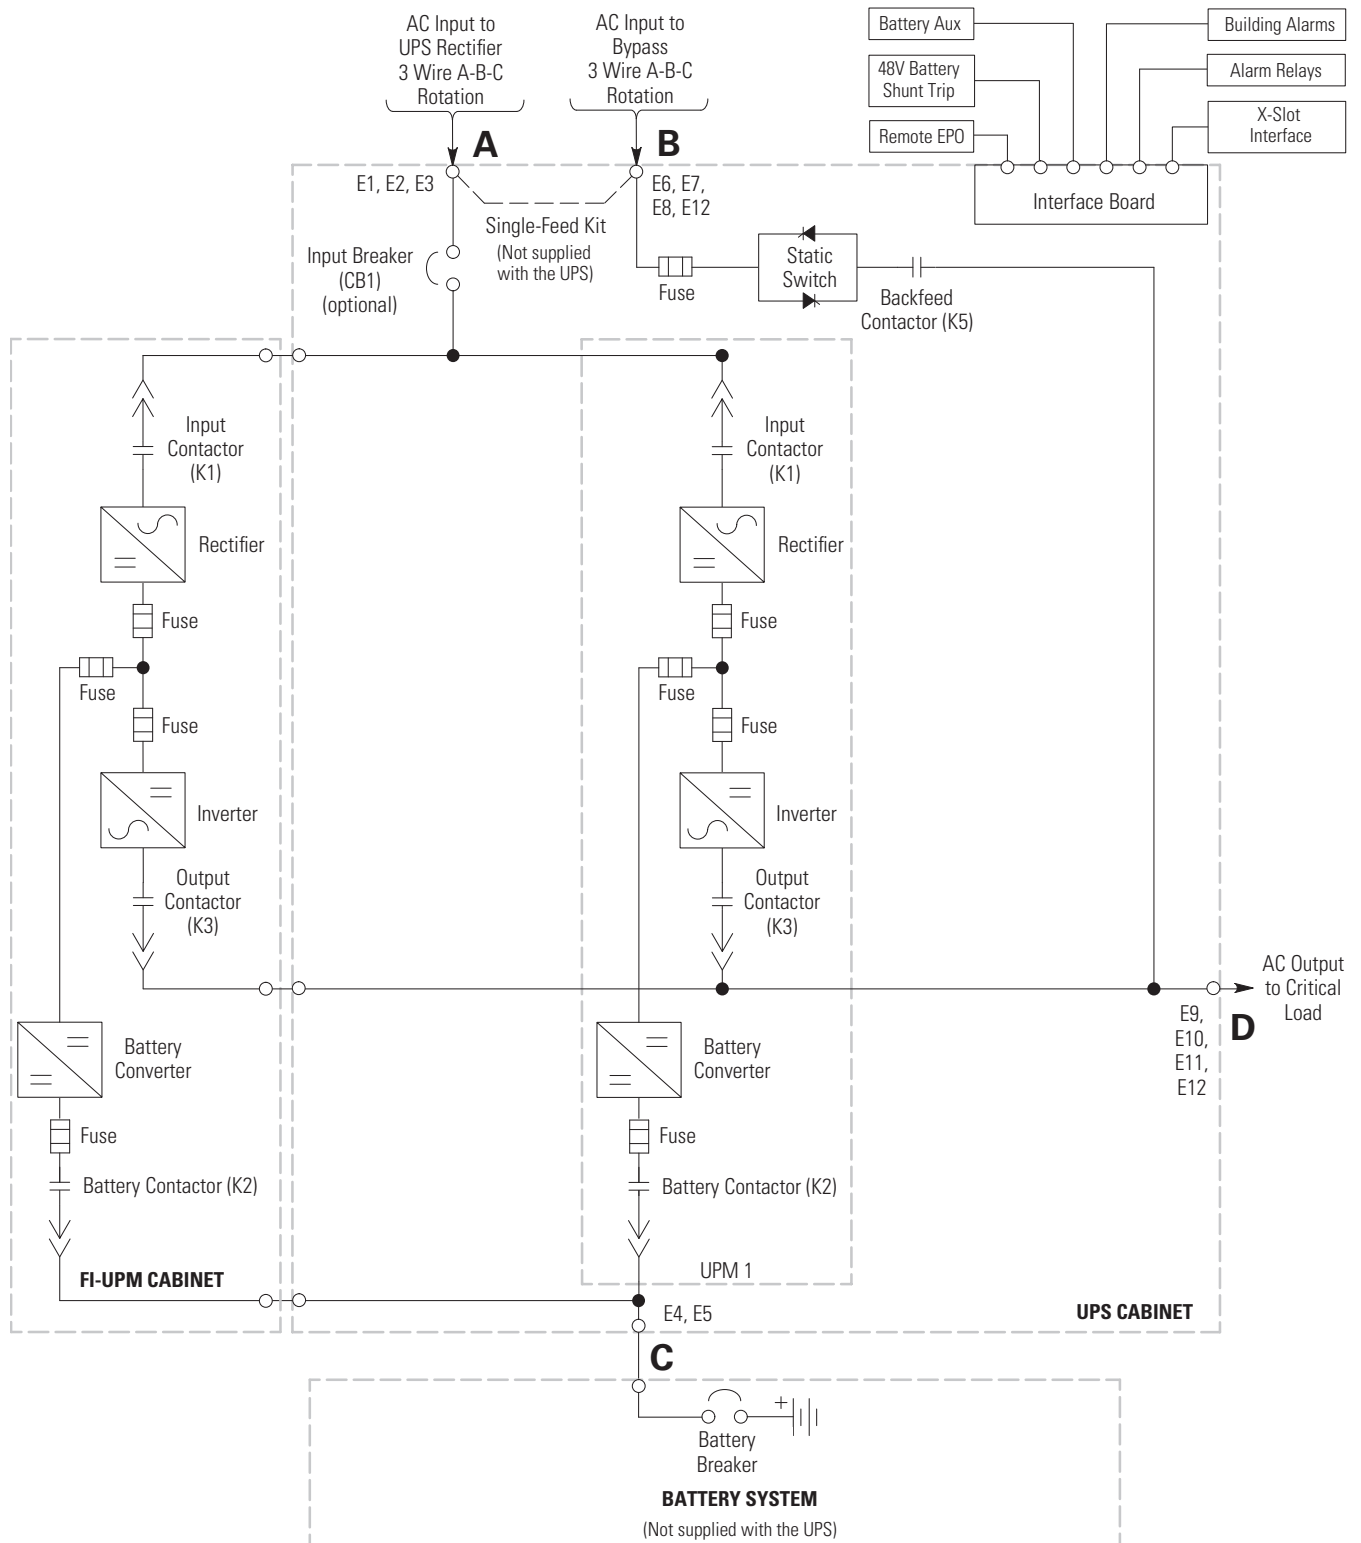 AC Input to
UPS Rectifier
3 Wire A-B-C
Rotation
AC Input to
Bypass
3 Wire A-B-C
Rotation
Battery Aux
48V Battery
Shunt Trip
Remote EPO
Building Alarms
Alarm Relays
X-Slot
Interface
Interface Board
A
B
E1, E2, E3
E6, E7,
E8, E12
Single-Feed Kit
(Not supplied
with the UPS)
Input Breaker
(CB1)
(optional)
Fuse
Static
Switch
Backfeed
Contactor (K5)
Input
Contactor
(K1)
Rectifier
Fuse
Fuse
Fuse
Inverter
Output
Contactor
(K3)
Battery
Converter
Fuse
Battery Contactor (K2)
FI-UPM CABINET
Input
Contactor
(K1)
Rectifier
Fuse
Fuse
Fuse
Inverter
Output
Contactor
(K3)
Battery
Converter
Fuse
Battery Contactor (K2)
UPM 1
AC Output
to Critical
Load
E9,
E10,
E11,
E12
D
E4, E5
UPS CABINET
C
+
Battery
Breaker
BATTERY SYSTEM
(Not supplied with the UPS)